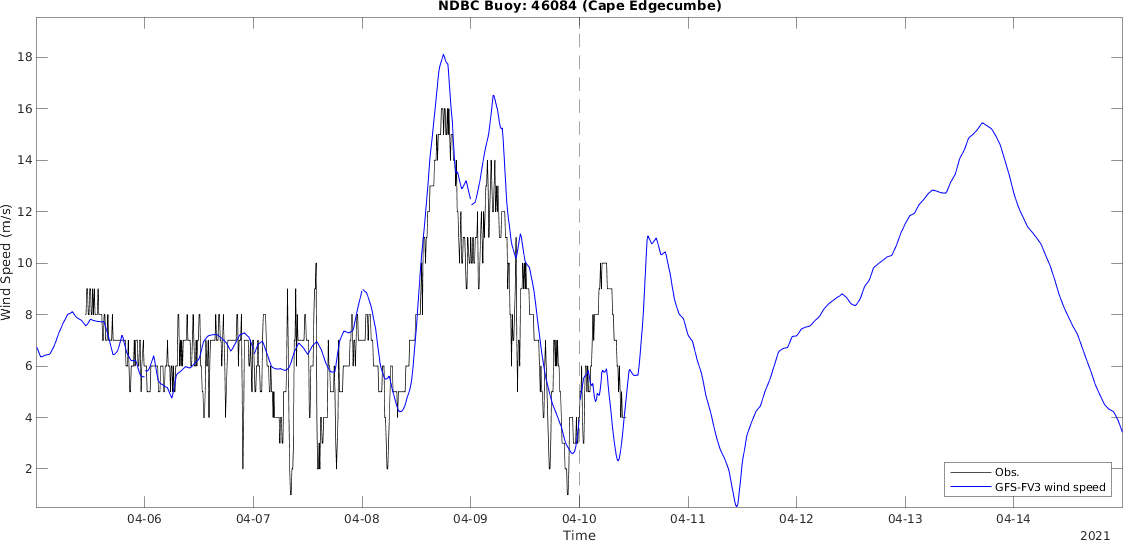 NDBC Buoy: 46084 (Cape Edgecumbe)
18
16
14
12
10
8
6
4
2
Wind Speed (m/s)
Obs.
GFS-FV3 wind speed
04-06 04-07 04-08 04-09 04-10 04-11 04-12 04-13 04-14
Time
2021